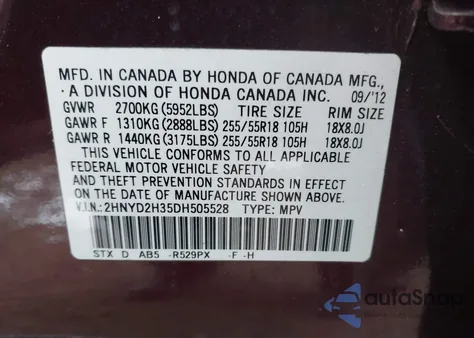 MFD. IN CANADA BY HONDA OF CANADA MFG.,
A DIVISION OF HONDA CANADA INC. 09/'12
GVWR 2700KG (5952LBS) TIRE SIZE RIM SIZE
GAWR F 1310KG (2888LBS) 255/55R18 105H 18X8.0J
GAWR R 1440KG (3175LBS) 255/55R18 105H 18X8.0J
THIS VEHICLE CONFORMS TO ALL APPLICABLE
FEDERAL MOTOR VEHICLE SAFETY
AND THEFT PREVENTION STANDARDS IN EFFECT
ON THE DATE OF MANUFACTURE SHOWN ABOVE.
V.I.N.: 2HNYD2H35DH505528 TYPE: MPV
STX D AB5 -R529PX -F -H
autoSnap